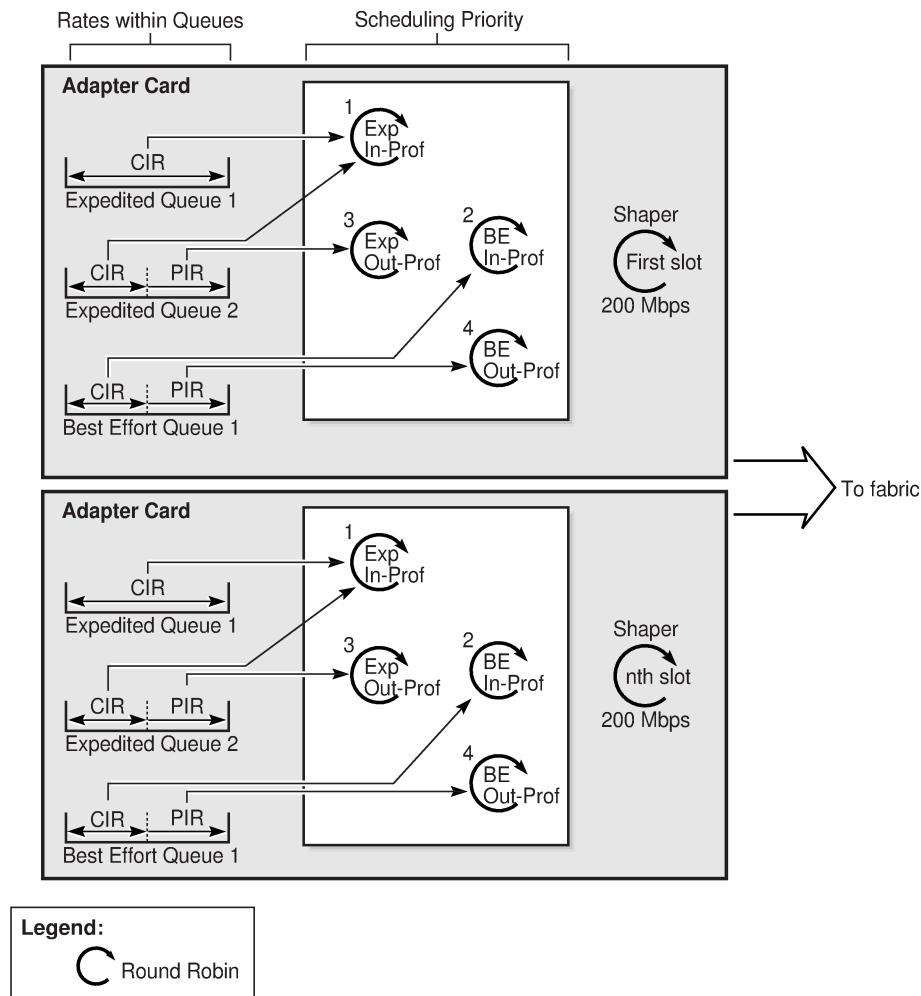 Rates within Queues
Scheduling Priority
Adapter Card
CIR
Expedited Queue 1
CIR
PIR
Expedited Queue 2
CIR
PIR
Best Effort Queue 1
1
Exp
In-Prof
3
Exp
Out-Prof
2
BE
In-Prof
4
BE
Out-Prof
Shaper
First slot
200 Mbps
Adapter Card
CIR
Expedited Queue 1
CIR
PIR
Expedited Queue 2
CIR
PIR
Best Effort Queue 1
1
Exp
In-Prof
3
Exp
Out-Prof
2
BE
In-Prof
4
BE
Out-Prof
Shaper
nth slot
200 Mbps
To fabric
Legend:
Round Robin